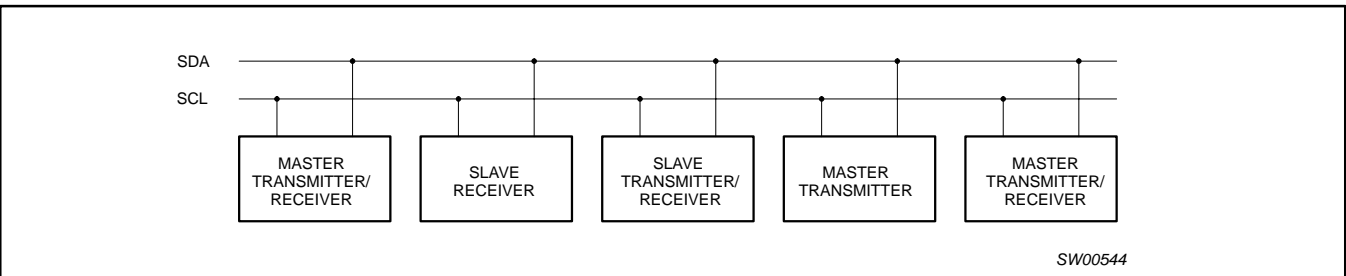 SDA
SCL
MASTER
TRANSMITTER/
RECEIVER
SLAVE
RECEIVER
SLAVE
TRANSMITTER/
RECEIVER
MASTER
TRANSMITTER
MASTER
TRANSMITTER/
RECEIVER
SW00544